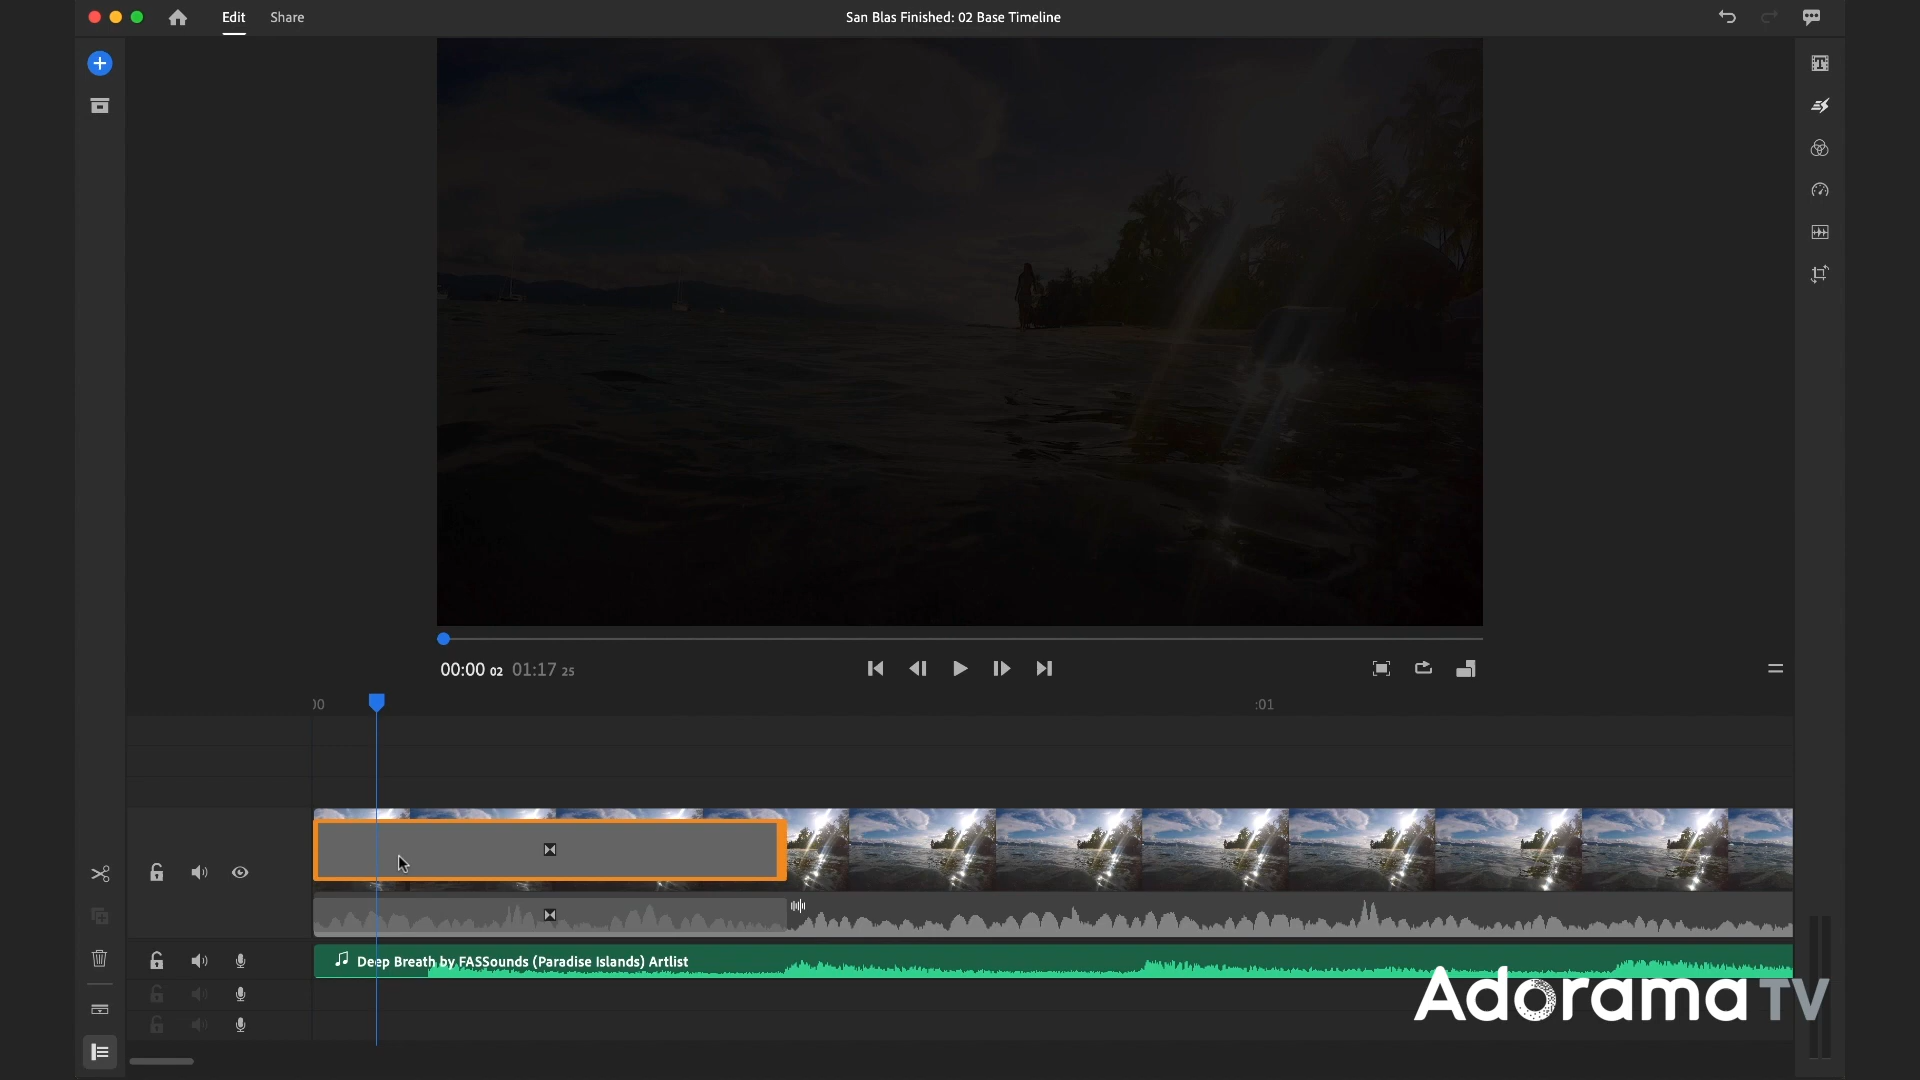 Edit Share San Blas Finished: 02 Base Timeline
00:00 02 01:17 25
00 :01
Deep Breath by FASSounds (Paradise Islands) Artlist
Adorama TV